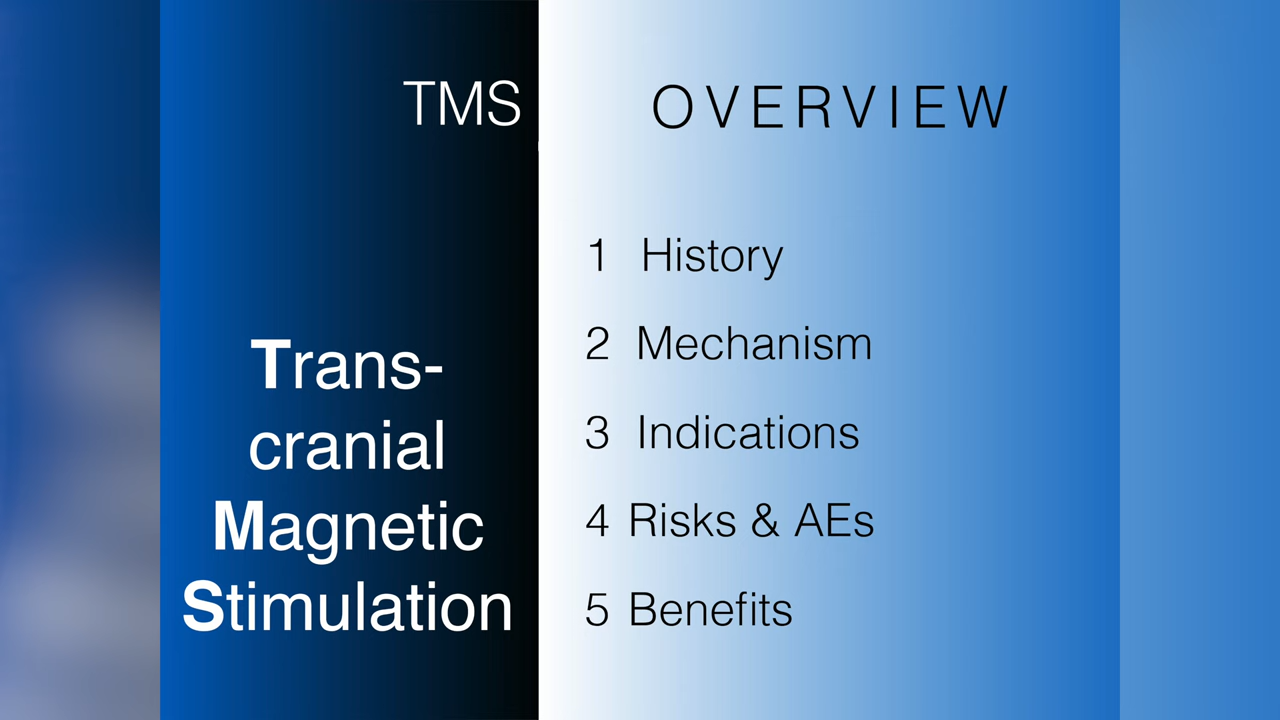 TMS
Trans-
cranial
Magnetic
Stimulation
OVERVIEW
1 History
2 Mechanism
3 Indications
4 Risks & AEs
5 Benefits